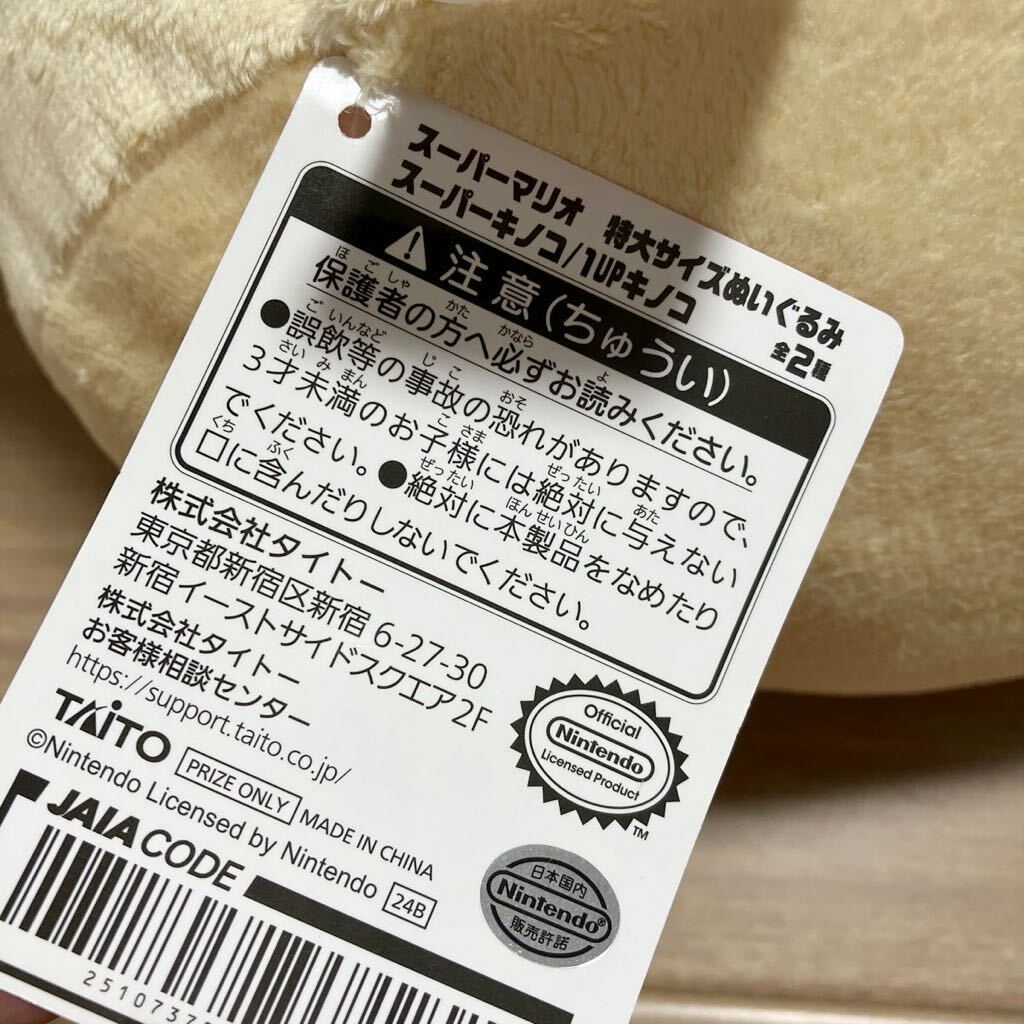 スーパーマリオ 特大サイズぬいぐるみ
スーパーキノコ/1UPキノコ 全2種
注意(ちゅうい)
保護者の方へ必ずお読みください。
●誤飲等の事故の恐れがありますので、
3才未満のお子様には絶対に与えない
でください。●絶対に本製品をなめたり
口に含んだりしないでください。
株式会社タイトー
東京都新宿区新宿6-27-30
新宿イーストサイドスクエア2F
株式会社タイトー
お客様相談センター
https://support.taito.co.jp/
TAITO PRIZE ONLY MADE IN CHINA
©Nintendo Licensed by Nintendo 24B
Official
Nintendo
Licensed Product
TM
JAIA CODE
日本国内
Nintendo®
販売許諾
2510737